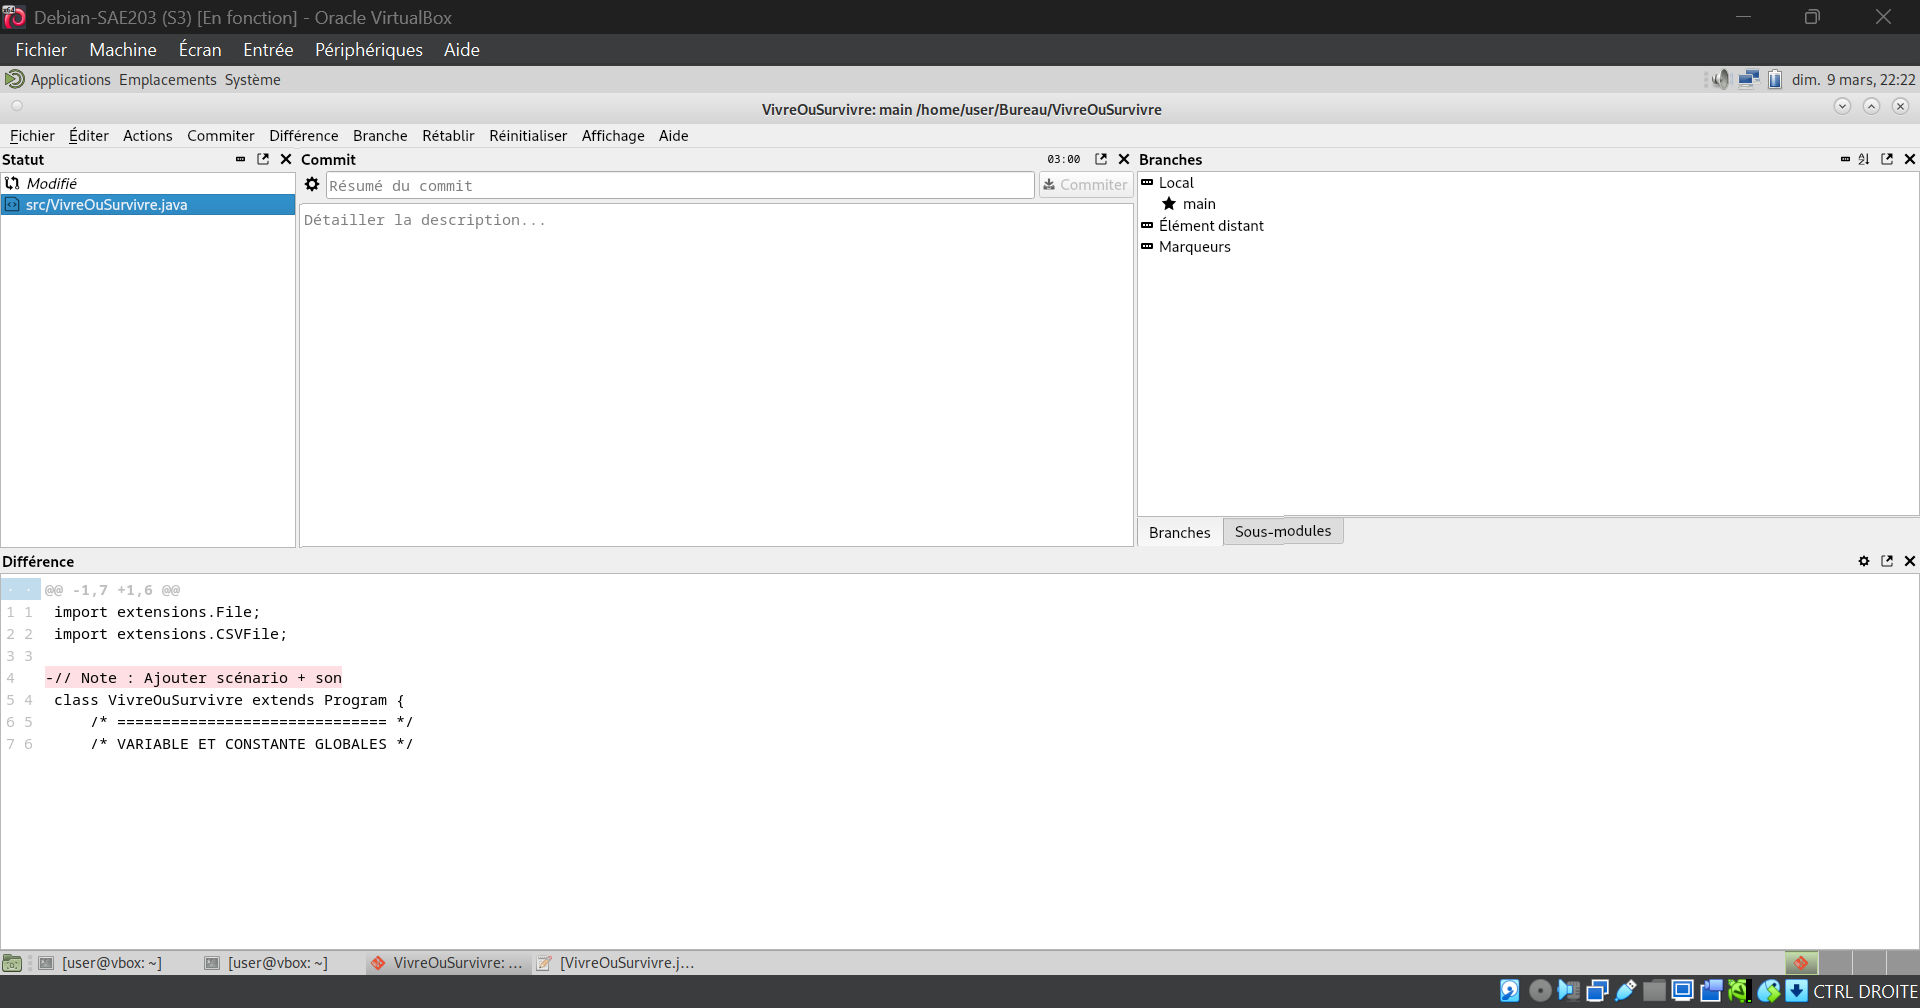 Debian-SAE203 (S3) [En fonction] - Oracle VirtualBox
Fichier Machine Écran Entrée Périphériques Aide
Applications Emplacements Système dim. 9 mars, 22:22
VivreOuSurvivre: main /home/user/Bureau/VivreOuSurvivre
Fichier Éditer Actions Commiter Différence Branche Rétablir Réinitialiser Affichage Aide
Statut
Modifié
src/VivreOuSurvivre.java
Commit 03:00
Résumé du commit Commiter
Détailler la description...
Branches
Local
main
Élément distant
Marqueurs
Branches Sous-modules
Différence
. . @@ -1,7 +1,6 @@
1 1 import extensions.File;
2 2 import extensions.CSVFile;
3 3
4 -// Note : Ajouter scénario + son
5 4 class VivreOuSurvivre extends Program {
6 5 /* ============================== */
7 6 /* VARIABLE ET CONSTANTE GLOBALES */
[user@vbox: ~] [user@vbox: ~] VivreOuSurvivre: ... [VivreOuSurvivre.j...
CTRL DROITE